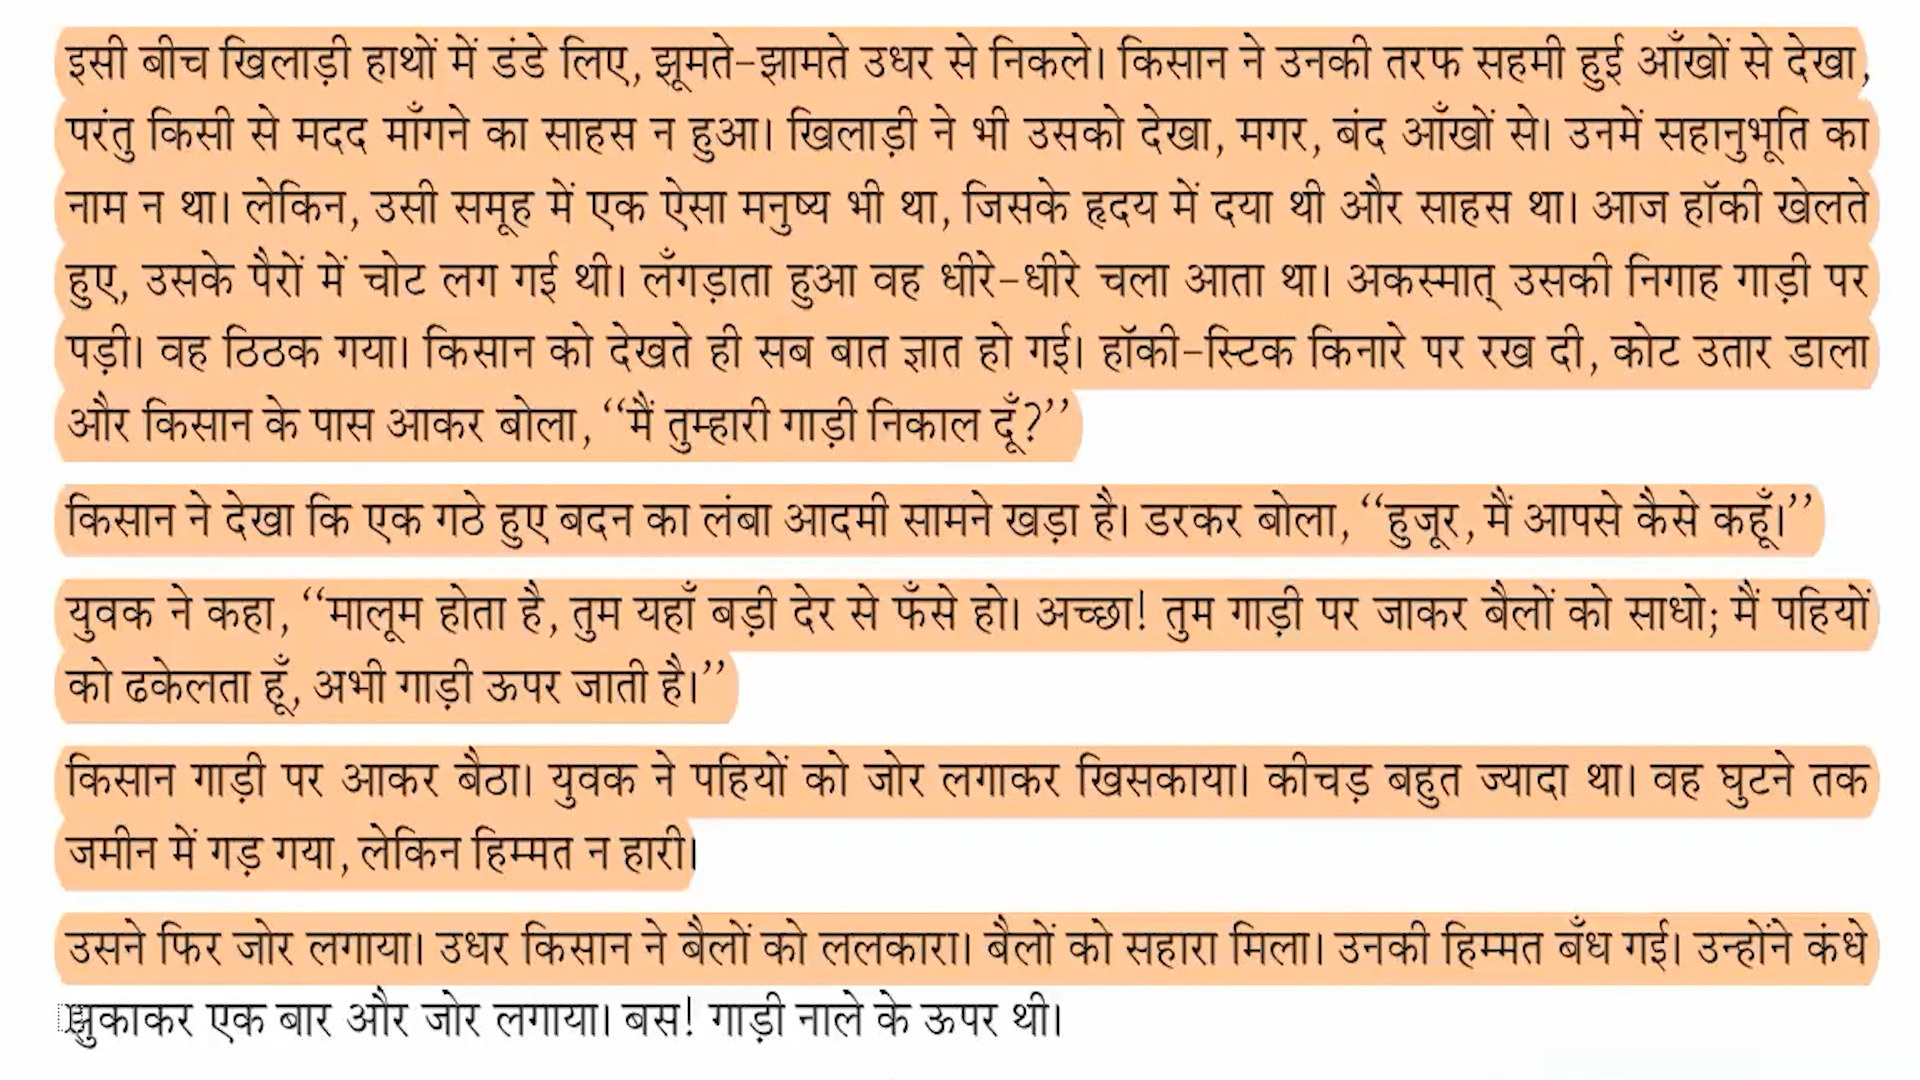 इसी बीच खिलाड़ी हाथों में डंडे लिए, झूमते-झामते उधर से निकले। किसान ने उनकी तरफ सहमी हुई आँखों से देखा,
परंतु किसी से मदद माँगने का साहस न हुआ। खिलाड़ी ने भी उसको देखा, मगर, बंद आँखों से। उनमें सहानुभूति का
नाम न था। लेकिन, उसी समूह में एक ऐसा मनुष्य भी था, जिसके हृदय में दया थी और साहस था। आज हॉकी खेलते
हुए, उसके पैरों में चोट लग गई थी। लँगड़ाता हुआ वह धीरे-धीरे चला आता था। अकस्मात् उसकी निगाह गाड़ी पर
पड़ी। वह ठिठक गया। किसान को देखते ही सब बात ज्ञात हो गई। हॉकी-स्टिक किनारे पर रख दी, कोट उतार डाला
और किसान के पास आकर बोला, ‘‘मैं तुम्हारी गाड़ी निकाल दूँ?’’
किसान ने देखा कि एक गठे हुए बदन का लंबा आदमी सामने खड़ा है। डरकर बोला, ‘‘हुजूर, मैं आपसे कैसे कहूँ।’’
युवक ने कहा, ‘‘मालूम होता है, तुम यहाँ बड़ी देर से फँसे हो। अच्छा! तुम गाड़ी पर जाकर बैलों को साधो; मैं पहियों
को ढकेलता हूँ, अभी गाड़ी ऊपर जाती है।’’
किसान गाड़ी पर आकर बैठा। युवक ने पहियों को जोर लगाकर खिसकाया। कीचड़ बहुत ज्यादा था। वह घुटने तक
जमीन में गड़ गया, लेकिन हिम्मत न हारी।
उसने फिर जोर लगाया। उधर किसान ने बैलों को ललकारा। बैलों को सहारा मिला। उनकी हिम्मत बँध गई। उन्होंने कंधे
झुकाकर एक बार और जोर लगाया। बस! गाड़ी नाले के ऊपर थी।